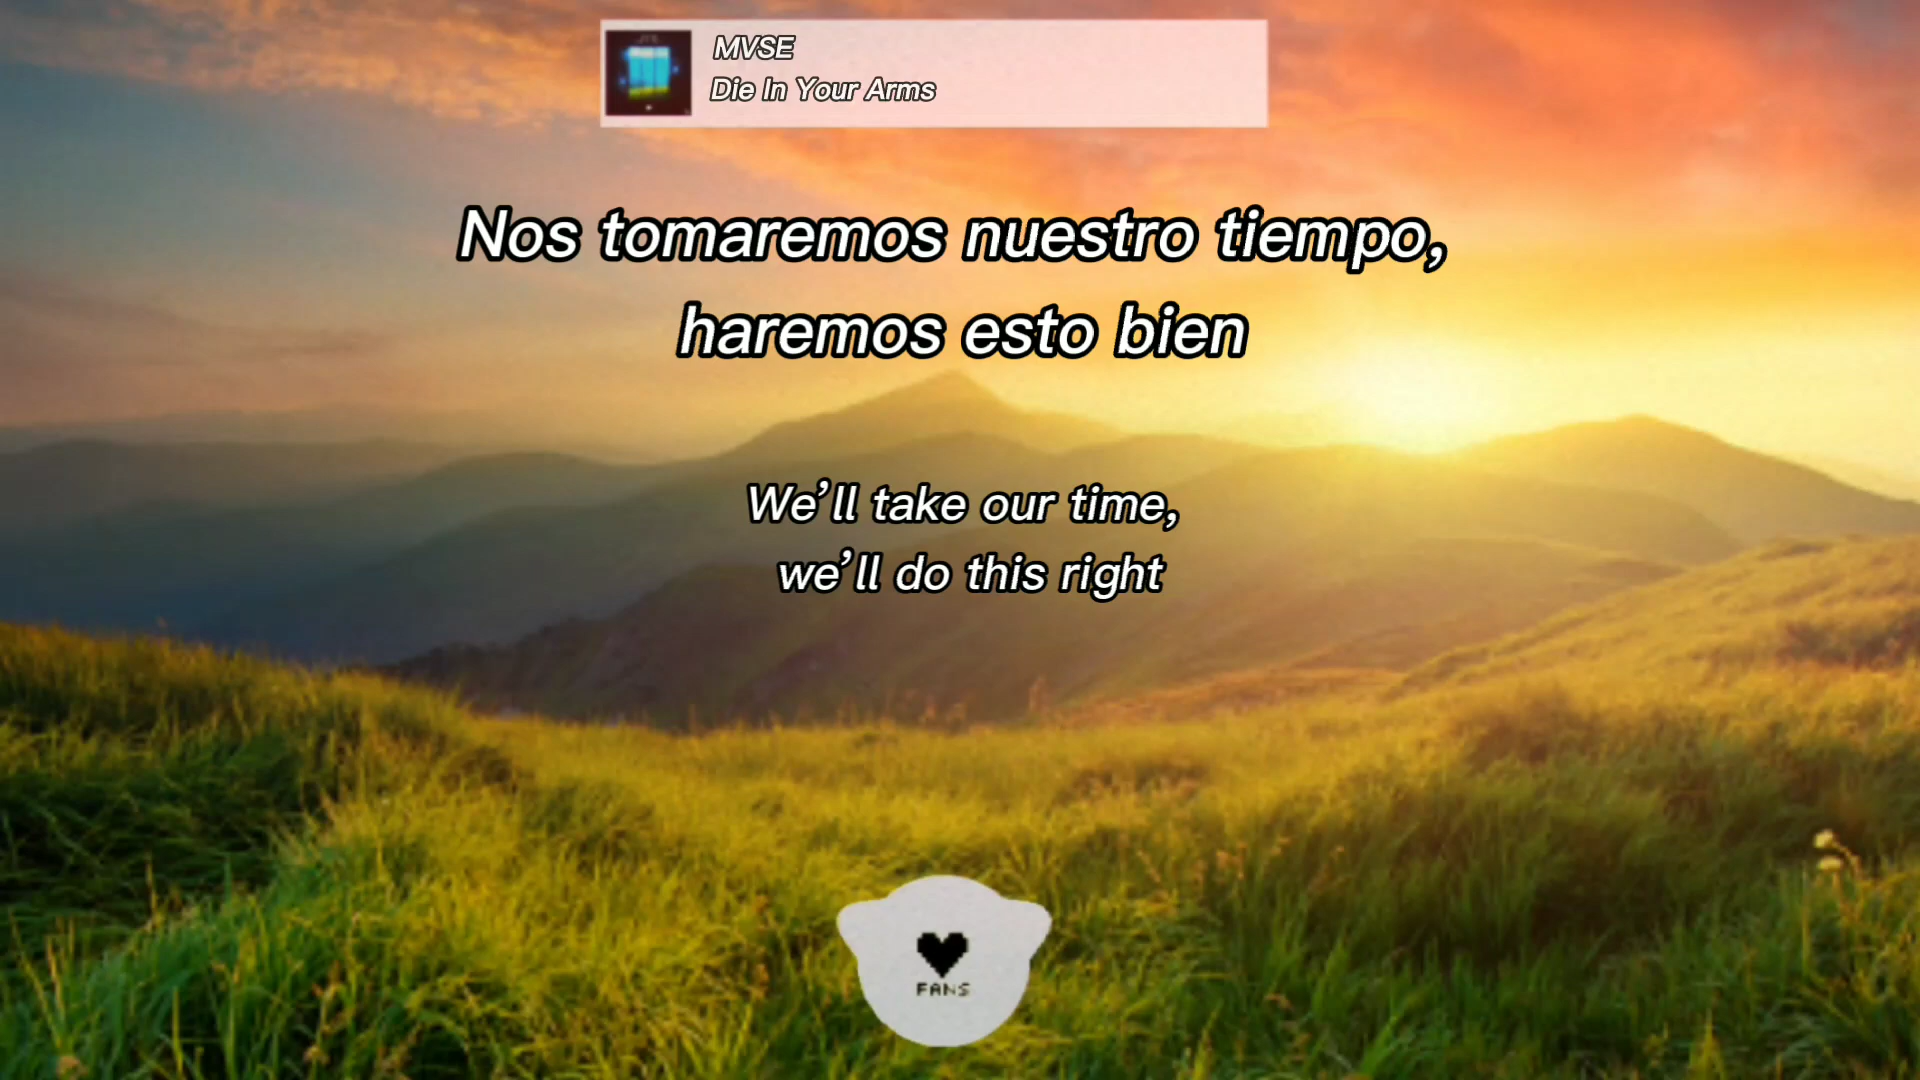 MVSE
Die In Your Arms
Nos tomaremos nuestro tiempo,
haremos esto bien
We'll take our time,
we'll do this right
FANS